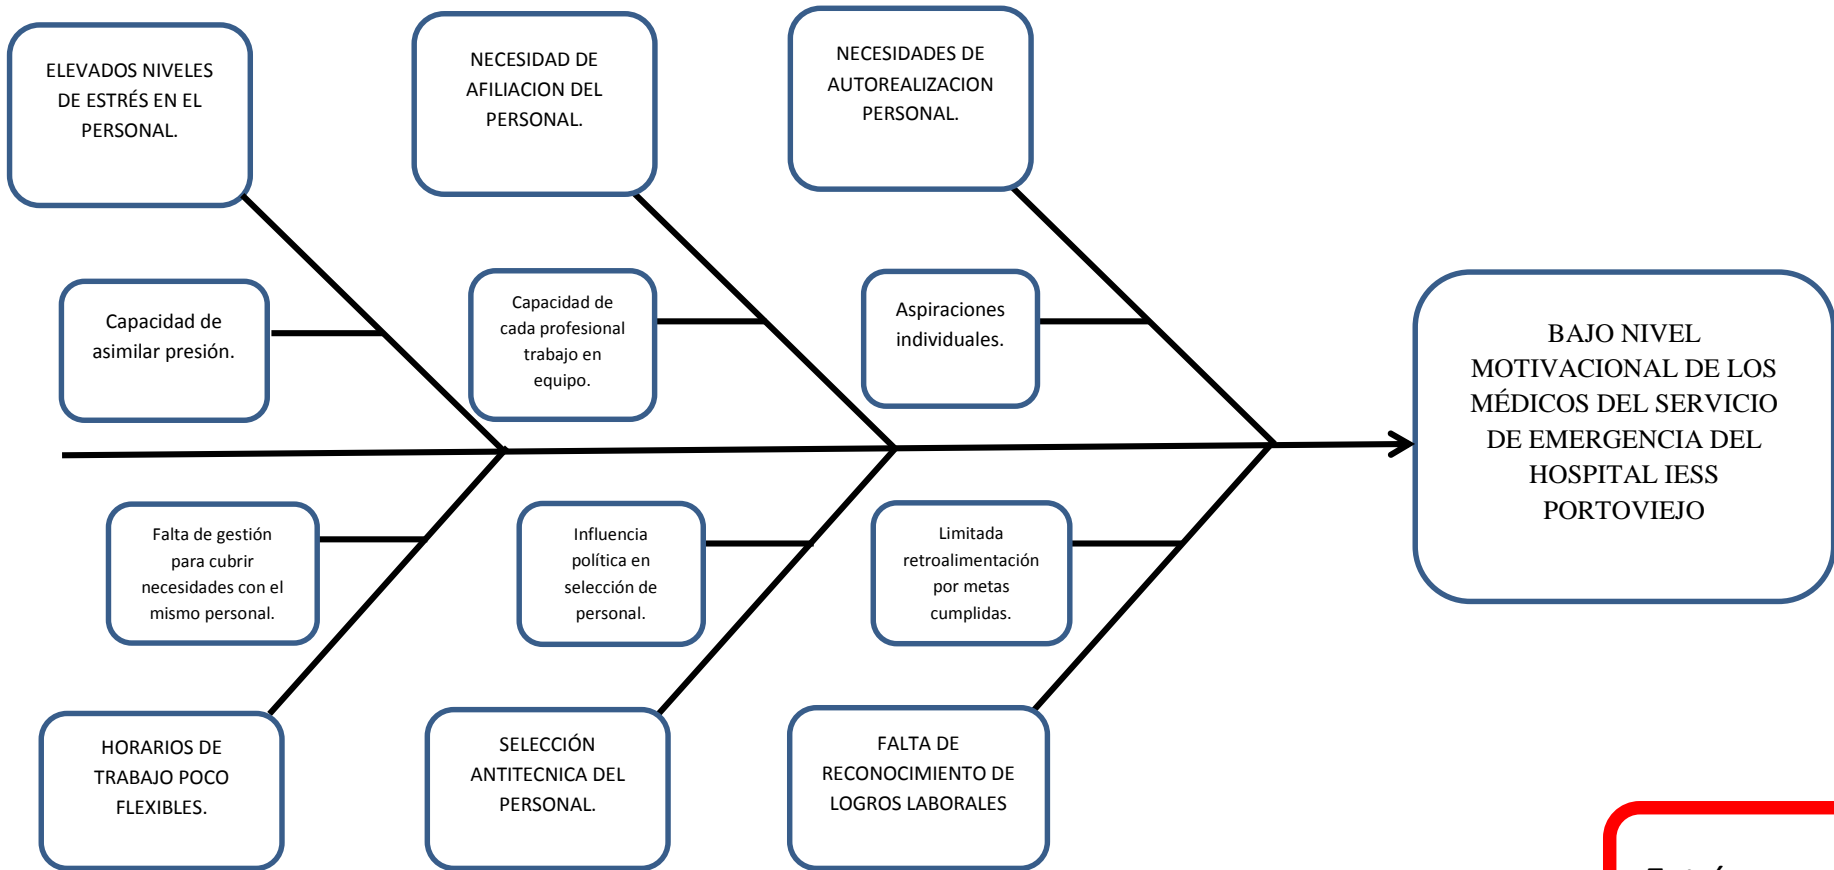 ELEVADOS NIVELES
DE ESTRÉS EN EL
PERSONAL.
NECESIDAD DE
AFILIACION DEL
PERSONAL.
NECESIDADES DE
AUTOREALIZACION
PERSONAL.
Capacidad de
asimilar presión.
Capacidad de
cada profesional
trabajo en
equipo.
Aspiraciones
individuales.
BAJO NIVEL
MOTIVACIONAL DE LOS
MÉDICOS DEL SERVICIO
DE EMERGENCIA DEL
HOSPITAL IESS
PORTOVIEJO
Falta de gestión
para cubrir
necesidades con el
mismo personal.
Influencia
política en
selección de
personal.
Limitada
retroalimentación
por metas
cumplidas.
HORARIOS DE
TRABAJO POCO
FLEXIBLES.
SELECCIÓN
ANTITECNICA DEL
PERSONAL.
FALTA DE
RECONOCIMIENTO DE
LOGROS LABORALES